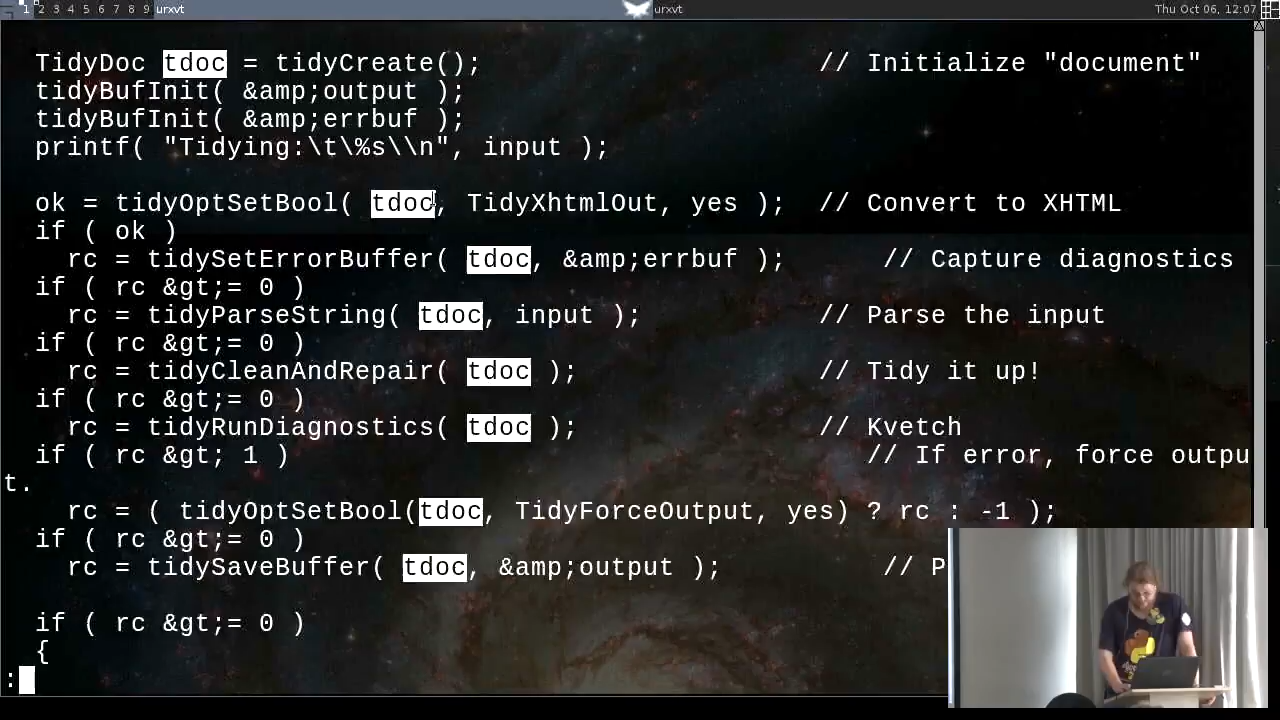 1 2 3 4 5 6 7 8 9 urxvt urxvt Thu Oct 06, 12:07
TidyDoc tdoc = tidyCreate(); // Initialize "document"
tidyBufInit( &amp;output );
tidyBufInit( &amp;errbuf );
printf( "Tidying:\t\%s\\n", input );
ok = tidyOptSetBool( tdoc, TidyXhtmlOut, yes ); // Convert to XHTML
if ( ok )
rc = tidySetErrorBuffer( tdoc, &amp;errbuf ); // Capture diagnostics
if ( rc &gt;= 0 )
rc = tidyParseString( tdoc, input ); // Parse the input
if ( rc &gt;= 0 )
rc = tidyCleanAndRepair( tdoc ); // Tidy it up!
if ( rc &gt;= 0 )
rc = tidyRunDiagnostics( tdoc ); // Kvetch
if ( rc &gt; 1 ) // If error, force outpu
t.
rc = ( tidyOptSetBool(tdoc, TidyForceOutput, yes) ? rc : -1 );
if ( rc &gt;= 0 )
rc = tidySaveBuffer( tdoc, &amp;output ); // P
if ( rc &gt;= 0 )
{
: